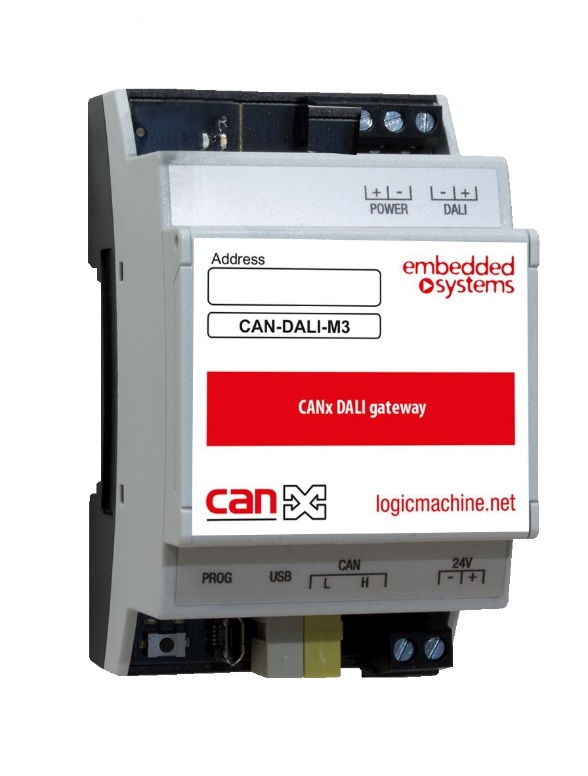 + - - +
POWER DALI
Address
embedded
systems
CAN-DALI-M3
CANx DALI gateway
can
logicmachine.net
PROG USB CAN 24V
L H - +